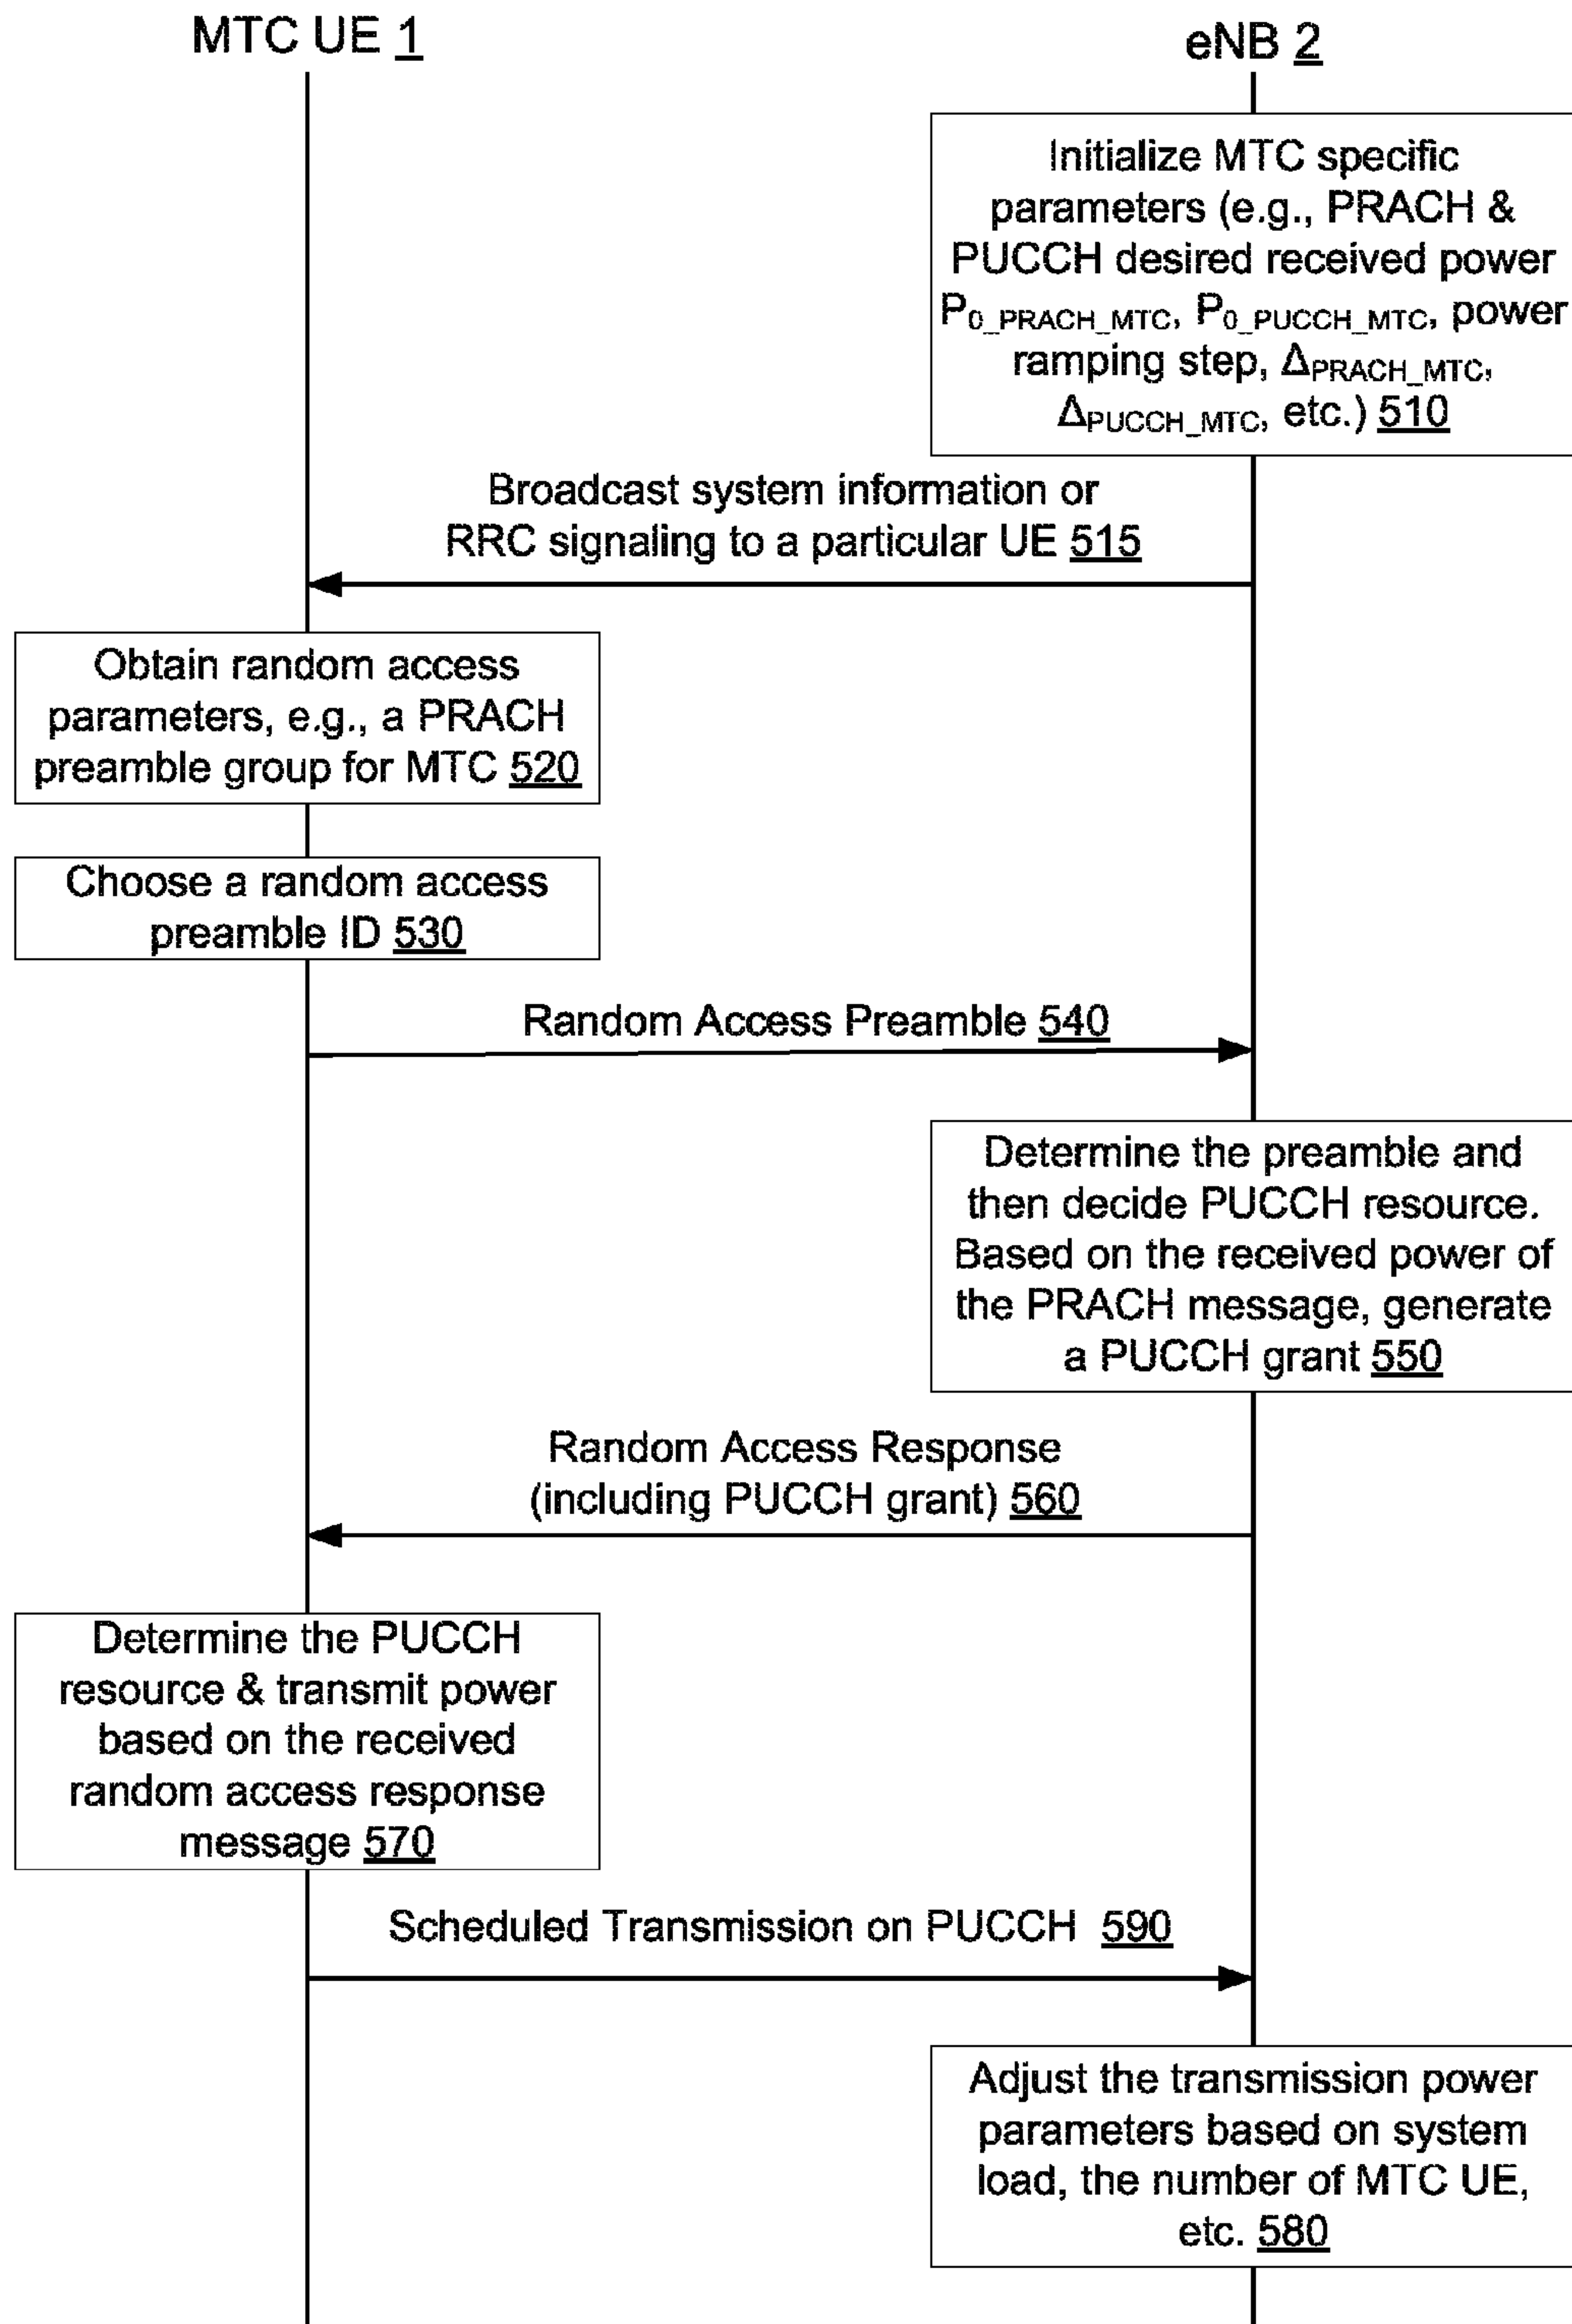 MTC UE 1
eNB 2
Initialize MTC specific
parameters (e.g., PRACH &
PUCCH desired received power
P0_PRACH_MTC, P0_PUCCH_MTC, power
ramping step, ΔPRACH_MTC,
ΔPUCCH_MTC, etc.) 510
Broadcast system information or
RRC signaling to a particular UE 515
Obtain random access
parameters, e.g., a PRACH
preamble group for MTC 520
Choose a random access
preamble ID 530
Random Access Preamble 540
Determine the preamble and
then decide PUCCH resource.
Based on the received power of
the PRACH message, generate
a PUCCH grant 550
Random Access Response
(including PUCCH grant) 560
Determine the PUCCH
resource & transmit power
based on the received
random access response
message 570
Scheduled Transmission on PUCCH 590
Adjust the transmission power
parameters based on system
load, the number of MTC UE,
etc. 580